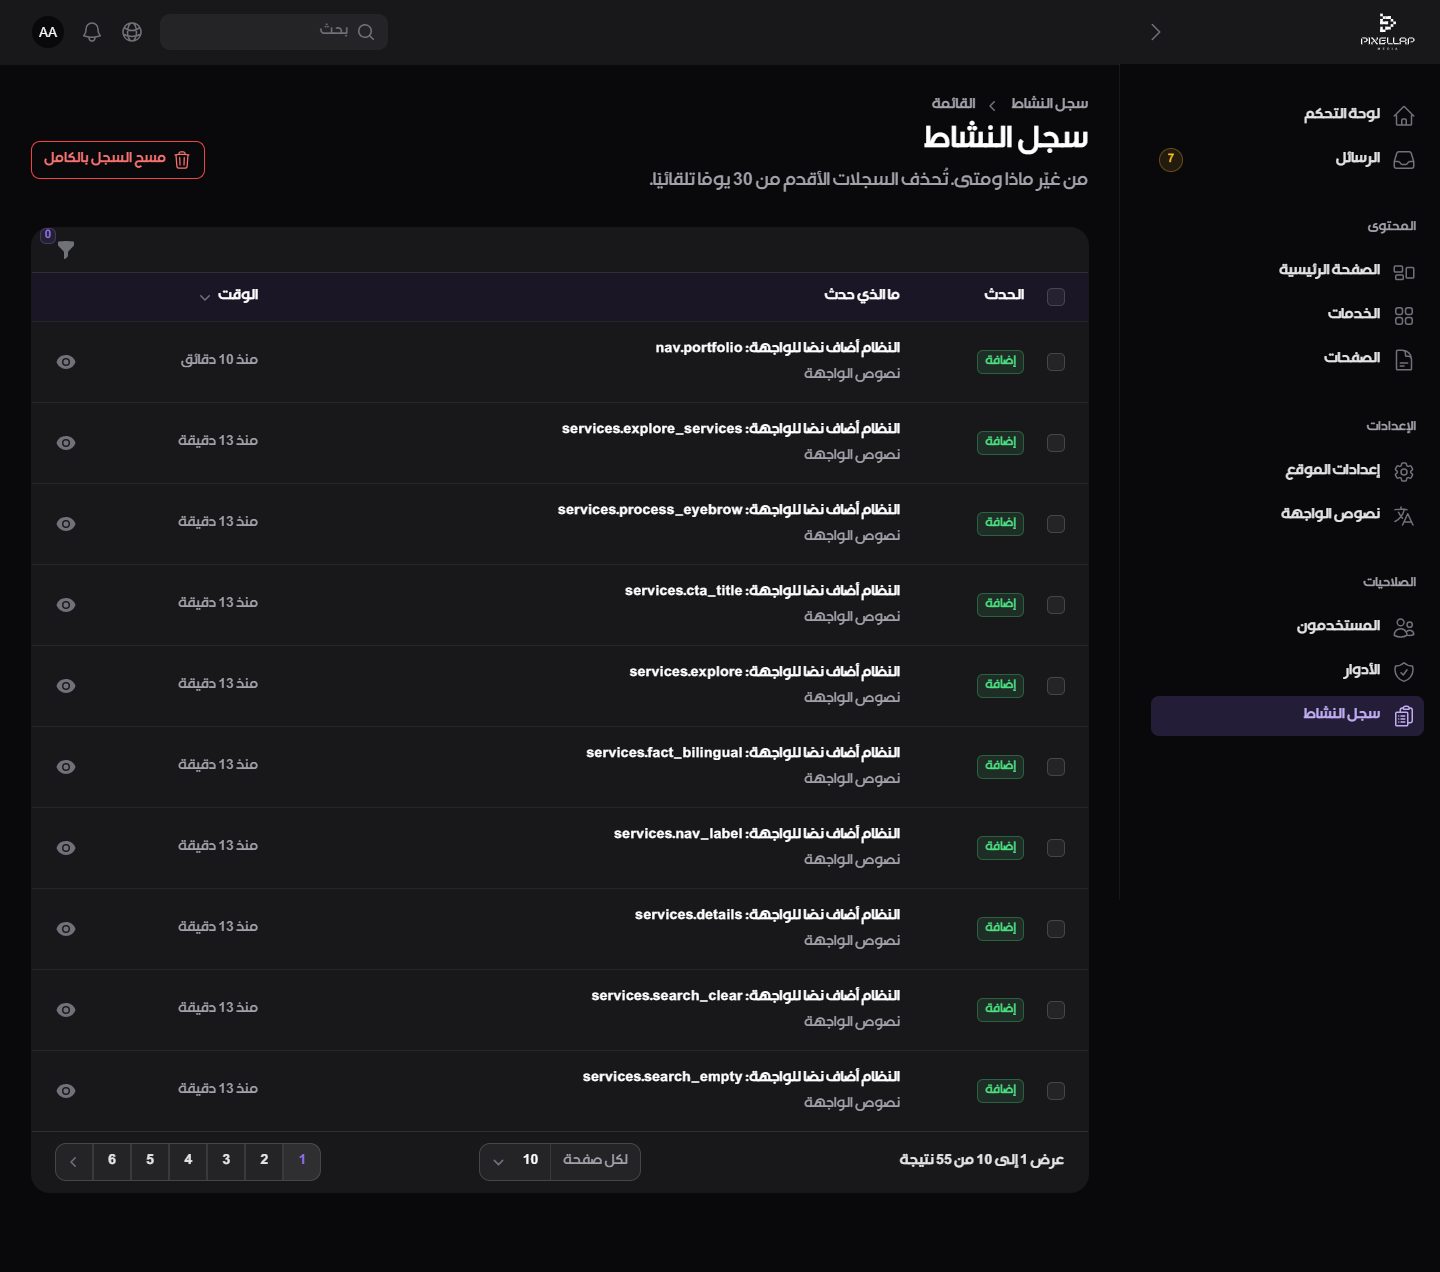 PIXELLAP
MEDIA
بحث
AA
لوحة التحكم
الرسائل
7
المحتوى
الصفحة الرئيسية
الخدمات
الصفحات
الإعدادات
إعدادات الموقع
نصوص الواجهة
الصلاحيات
المستخدمون
الأدوار
سجل النشاط
سجل النشاط
القائمة
سجل النشاط
من غيّر ماذا ومتى. تُحذف السجلات الأقدم من 30 يومًا تلقائيًا.
مسح السجل بالكامل
0
الحدث ما الذي حدث الوقت
إضافة النظام أضاف نصًا للواجهة: nav.portfolio منذ 10 دقائق
نصوص الواجهة
إضافة النظام أضاف نصًا للواجهة: services.explore_services منذ 13 دقيقة
نصوص الواجهة
إضافة النظام أضاف نصًا للواجهة: services.process_eyebrow منذ 13 دقيقة
نصوص الواجهة
إضافة النظام أضاف نصًا للواجهة: services.cta_title منذ 13 دقيقة
نصوص الواجهة
إضافة النظام أضاف نصًا للواجهة: services.explore منذ 13 دقيقة
نصوص الواجهة
إضافة النظام أضاف نصًا للواجهة: services.fact_bilingual منذ 13 دقيقة
نصوص الواجهة
إضافة النظام أضاف نصًا للواجهة: services.nav_label منذ 13 دقيقة
نصوص الواجهة
إضافة النظام أضاف نصًا للواجهة: services.details منذ 13 دقيقة
نصوص الواجهة
إضافة النظام أضاف نصًا للواجهة: services.search_clear منذ 13 دقيقة
نصوص الواجهة
إضافة النظام أضاف نصًا للواجهة: services.search_empty منذ 13 دقيقة
نصوص الواجهة
عرض 1 إلى 10 من 55 نتيجة
لكل صفحة 10
1 2 3 4 5 6